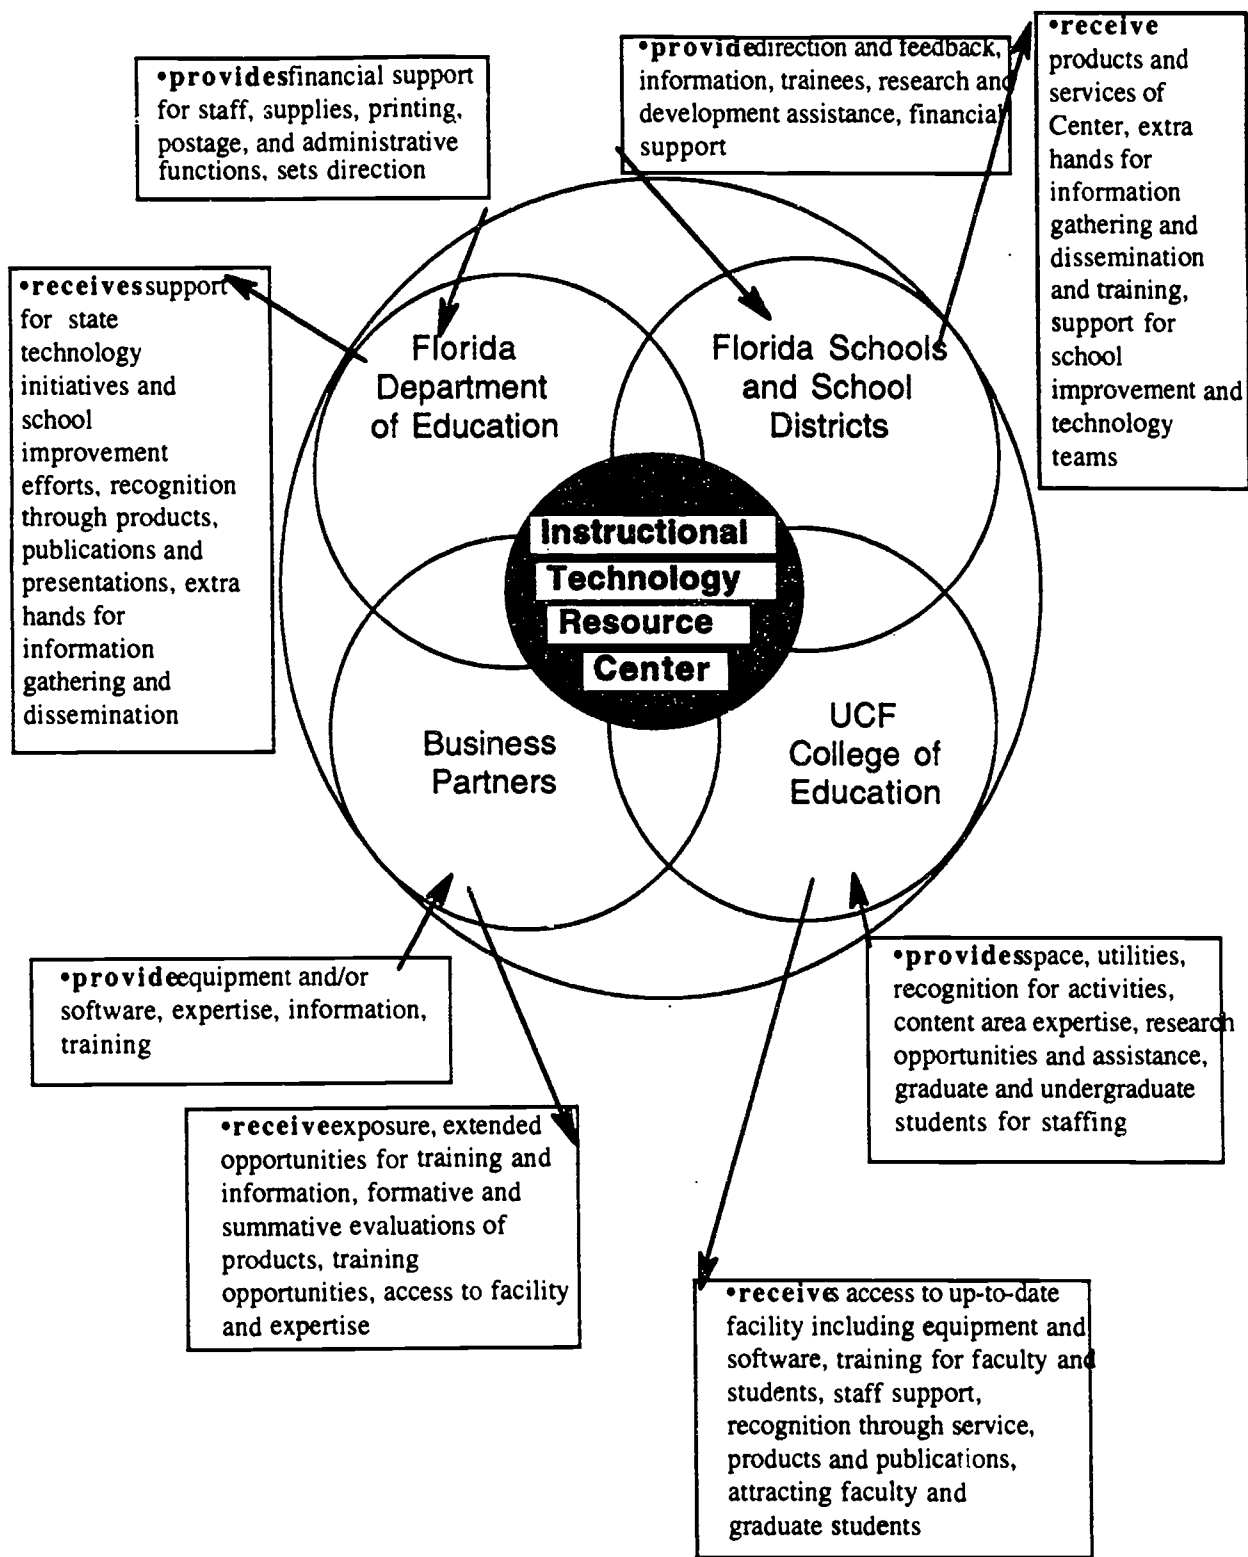 •providesfinancial support
for staff, supplies, printing,
postage, and administrative
functions, sets direction
•providedirection and feedback,
information, trainees, research and
development assistance, financial
support
•receive
products and
services of
Center, extra
hands for
information
gathering and
dissemination
and training,
support for
school
improvement and
technology
teams
•receivessupport
for state
technology
initiatives and
school
improvement
efforts, recognition
through products,
publications and
presentations, extra
hands for
information
gathering and
dissemination
Florida
Department
of Education
Florida Schools
and School
Districts
Instructional
Technology
Resource
Center
Business
Partners
UCF
College of
Education
•provideequipment and/or
software, expertise, information,
training
•providesspace, utilities,
recognition for activities,
content area expertise, research
opportunities and assistance,
graduate and undergraduate
students for staffing
•receiveexposure, extended
opportunities for training and
information, formative and
summative evaluations of
products, training
opportunities, access to facility
and expertise
•receives access to up-to-date
facility including equipment and
software, training for faculty and
students, staff support,
recognition through service,
products and publications,
attracting faculty and
graduate students